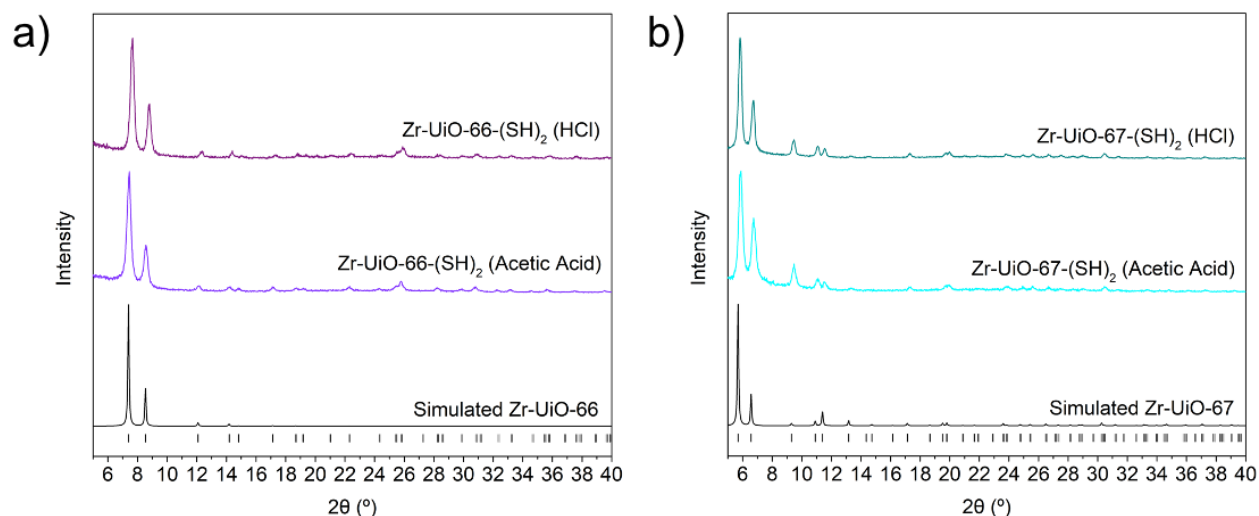 a)
Intensity
Zr-UiO-66-(SH)₂ (HCl)
Zr-UiO-66-(SH)₂ (Acetic Acid)
Simulated Zr-UiO-66
6 8 10 12 14 16 18 20 22 24 26 28 30 32 34 36 38 40
2θ (º)
b)
Intensity
Zr-UiO-67-(SH)₂ (HCl)
Zr-UiO-67-(SH)₂ (Acetic Acid)
Simulated Zr-UiO-67
6 8 10 12 14 16 18 20 22 24 26 28 30 32 34 36 38 40
2θ (º)